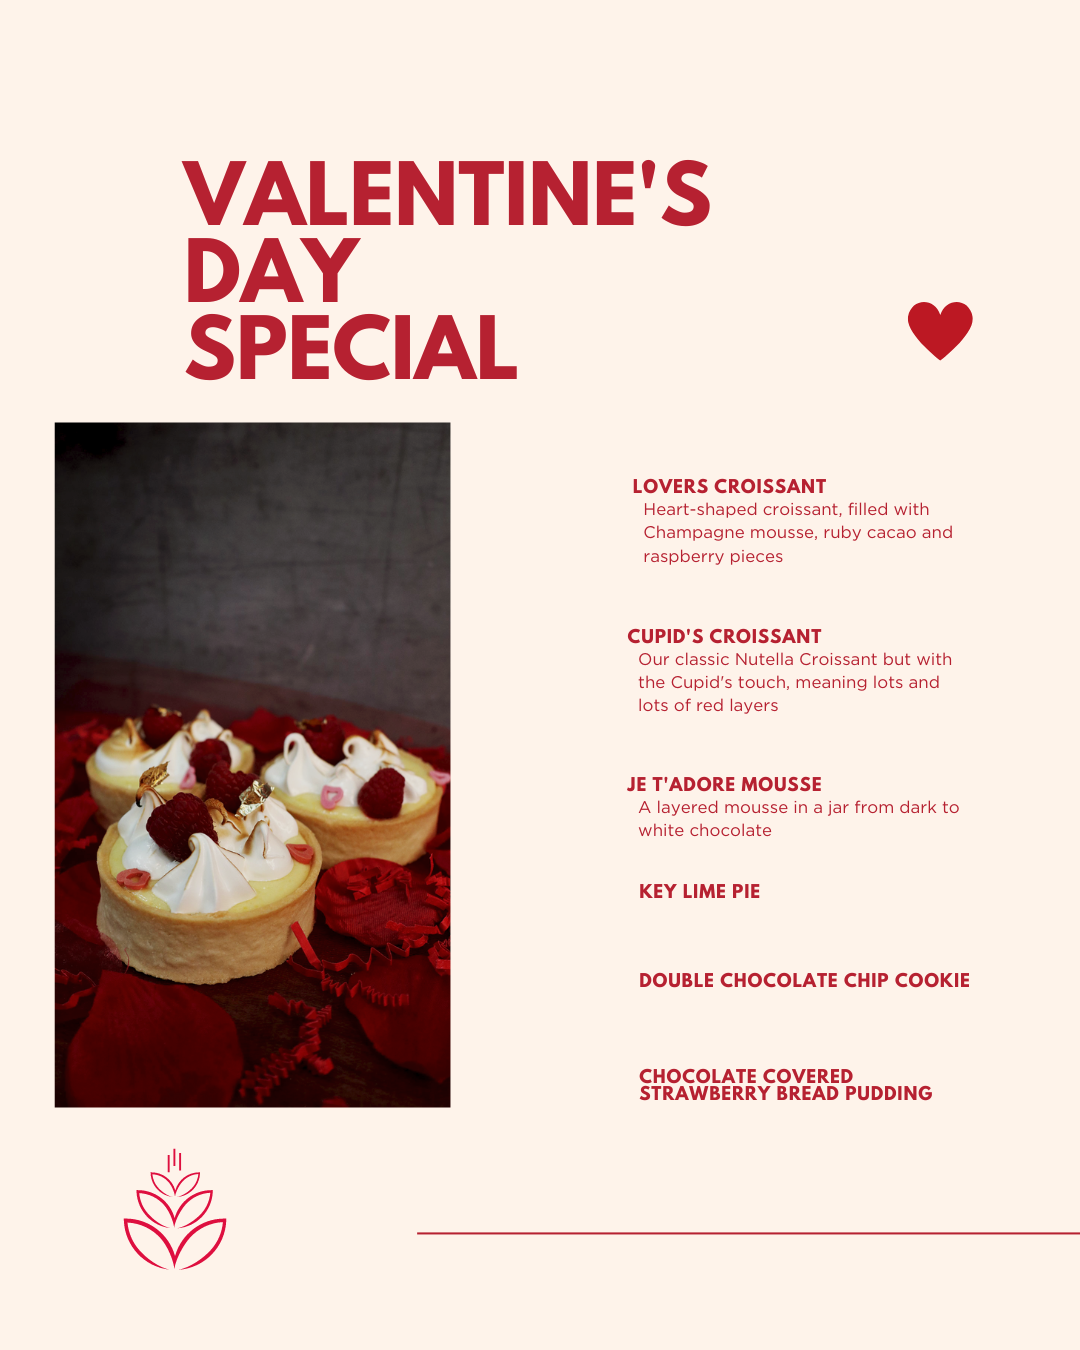 VALENTINE'S
DAY
SPECIAL
LOVERS CROISSANT
Heart-shaped croissant, filled with
Champagne mousse, ruby cacao and
raspberry pieces
CUPID'S CROISSANT
Our classic Nutella Croissant but with
the Cupid's touch, meaning lots and
lots of red layers
JE T'ADORE MOUSSE
A layered mousse in a jar from dark to
white chocolate
KEY LIME PIE
DOUBLE CHOCOLATE CHIP COOKIE
CHOCOLATE COVERED
STRAWBERRY BREAD PUDDING